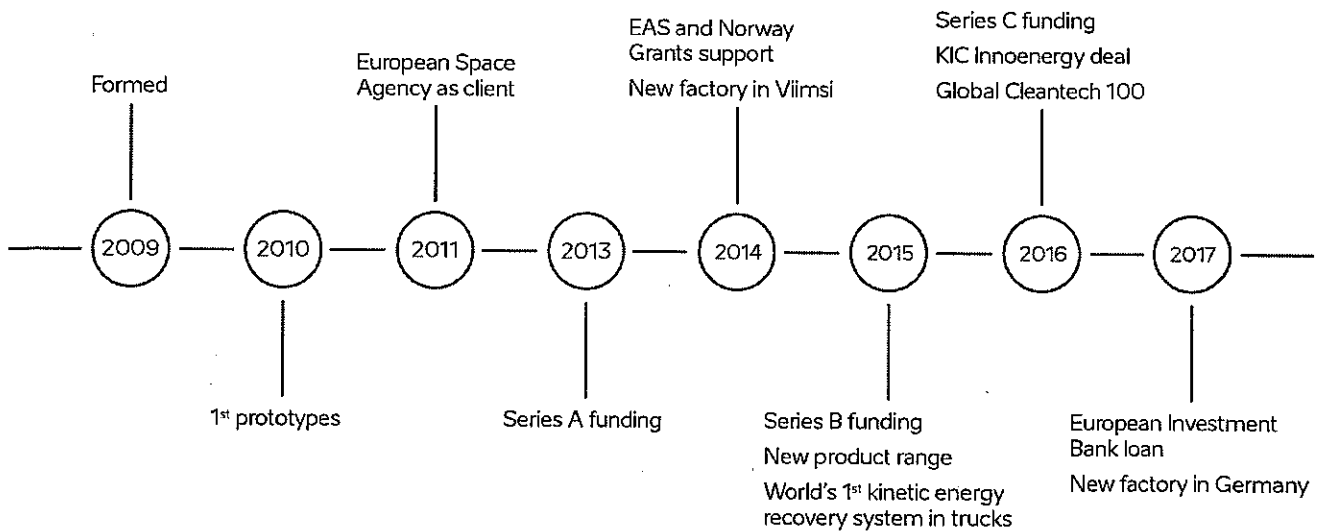 Formed
European Space
Agency as client
EAS and Norway
Grants support
New factory in Viimsi
Series C funding
KIC Innoenergy deal
Global Cleantech 100
2009
2010
2011
2013
2014
2015
2016
2017
1st prototypes
Series A funding
Series B funding
New product range
World's 1st kinetic energy
recovery system in trucks
European Investment
Bank loan
New factory in Germany